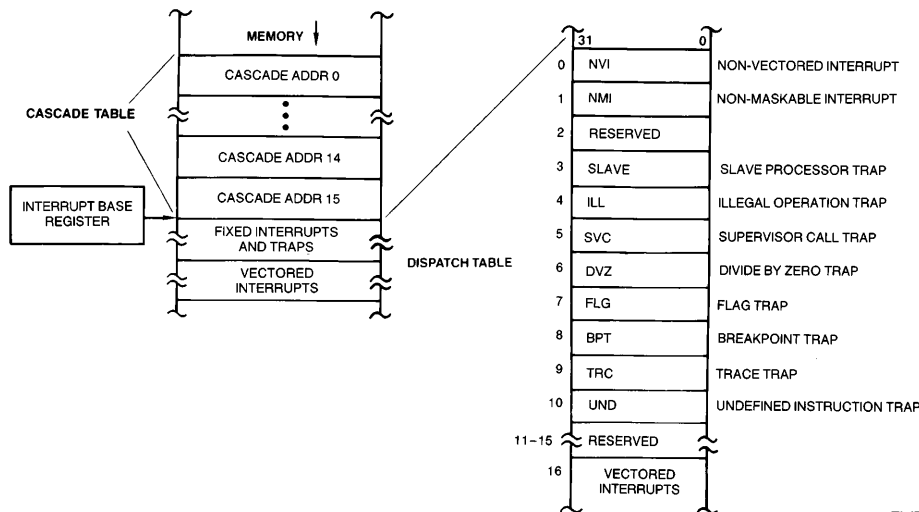 MEMORY
CASCADE ADDR 0
CASCADE TABLE
CASCADE ADDR 14
CASCADE ADDR 15
INTERRUPT BASE
REGISTER
FIXED INTERRUPTS
AND TRAPS
DISPATCH TABLE
VECTORED
INTERRUPTS
31 0
0 NVI NON-VECTORED INTERRUPT
1 NMI NON-MASKABLE INTERRUPT
2 RESERVED
3 SLAVE SLAVE PROCESSOR TRAP
4 ILL ILLEGAL OPERATION TRAP
5 SVC SUPERVISOR CALL TRAP
6 DVZ DIVIDE BY ZERO TRAP
7 FLG FLAG TRAP
8 BPT BREAKPOINT TRAP
9 TRC TRACE TRAP
10 UND UNDEFINED INSTRUCTION TRAP
11–15 RESERVED
16 VECTORED
INTERRUPTS